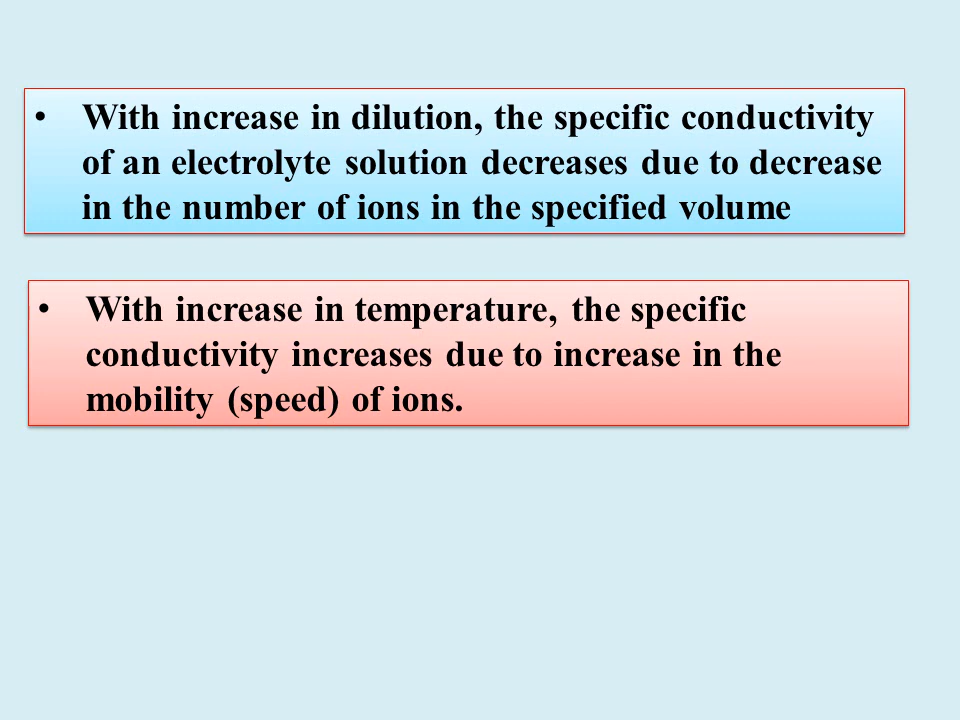 • With increase in dilution, the specific conductivity
of an electrolyte solution decreases due to decrease
in the number of ions in the specified volume
• With increase in temperature, the specific
conductivity increases due to increase in the
mobility (speed) of ions.